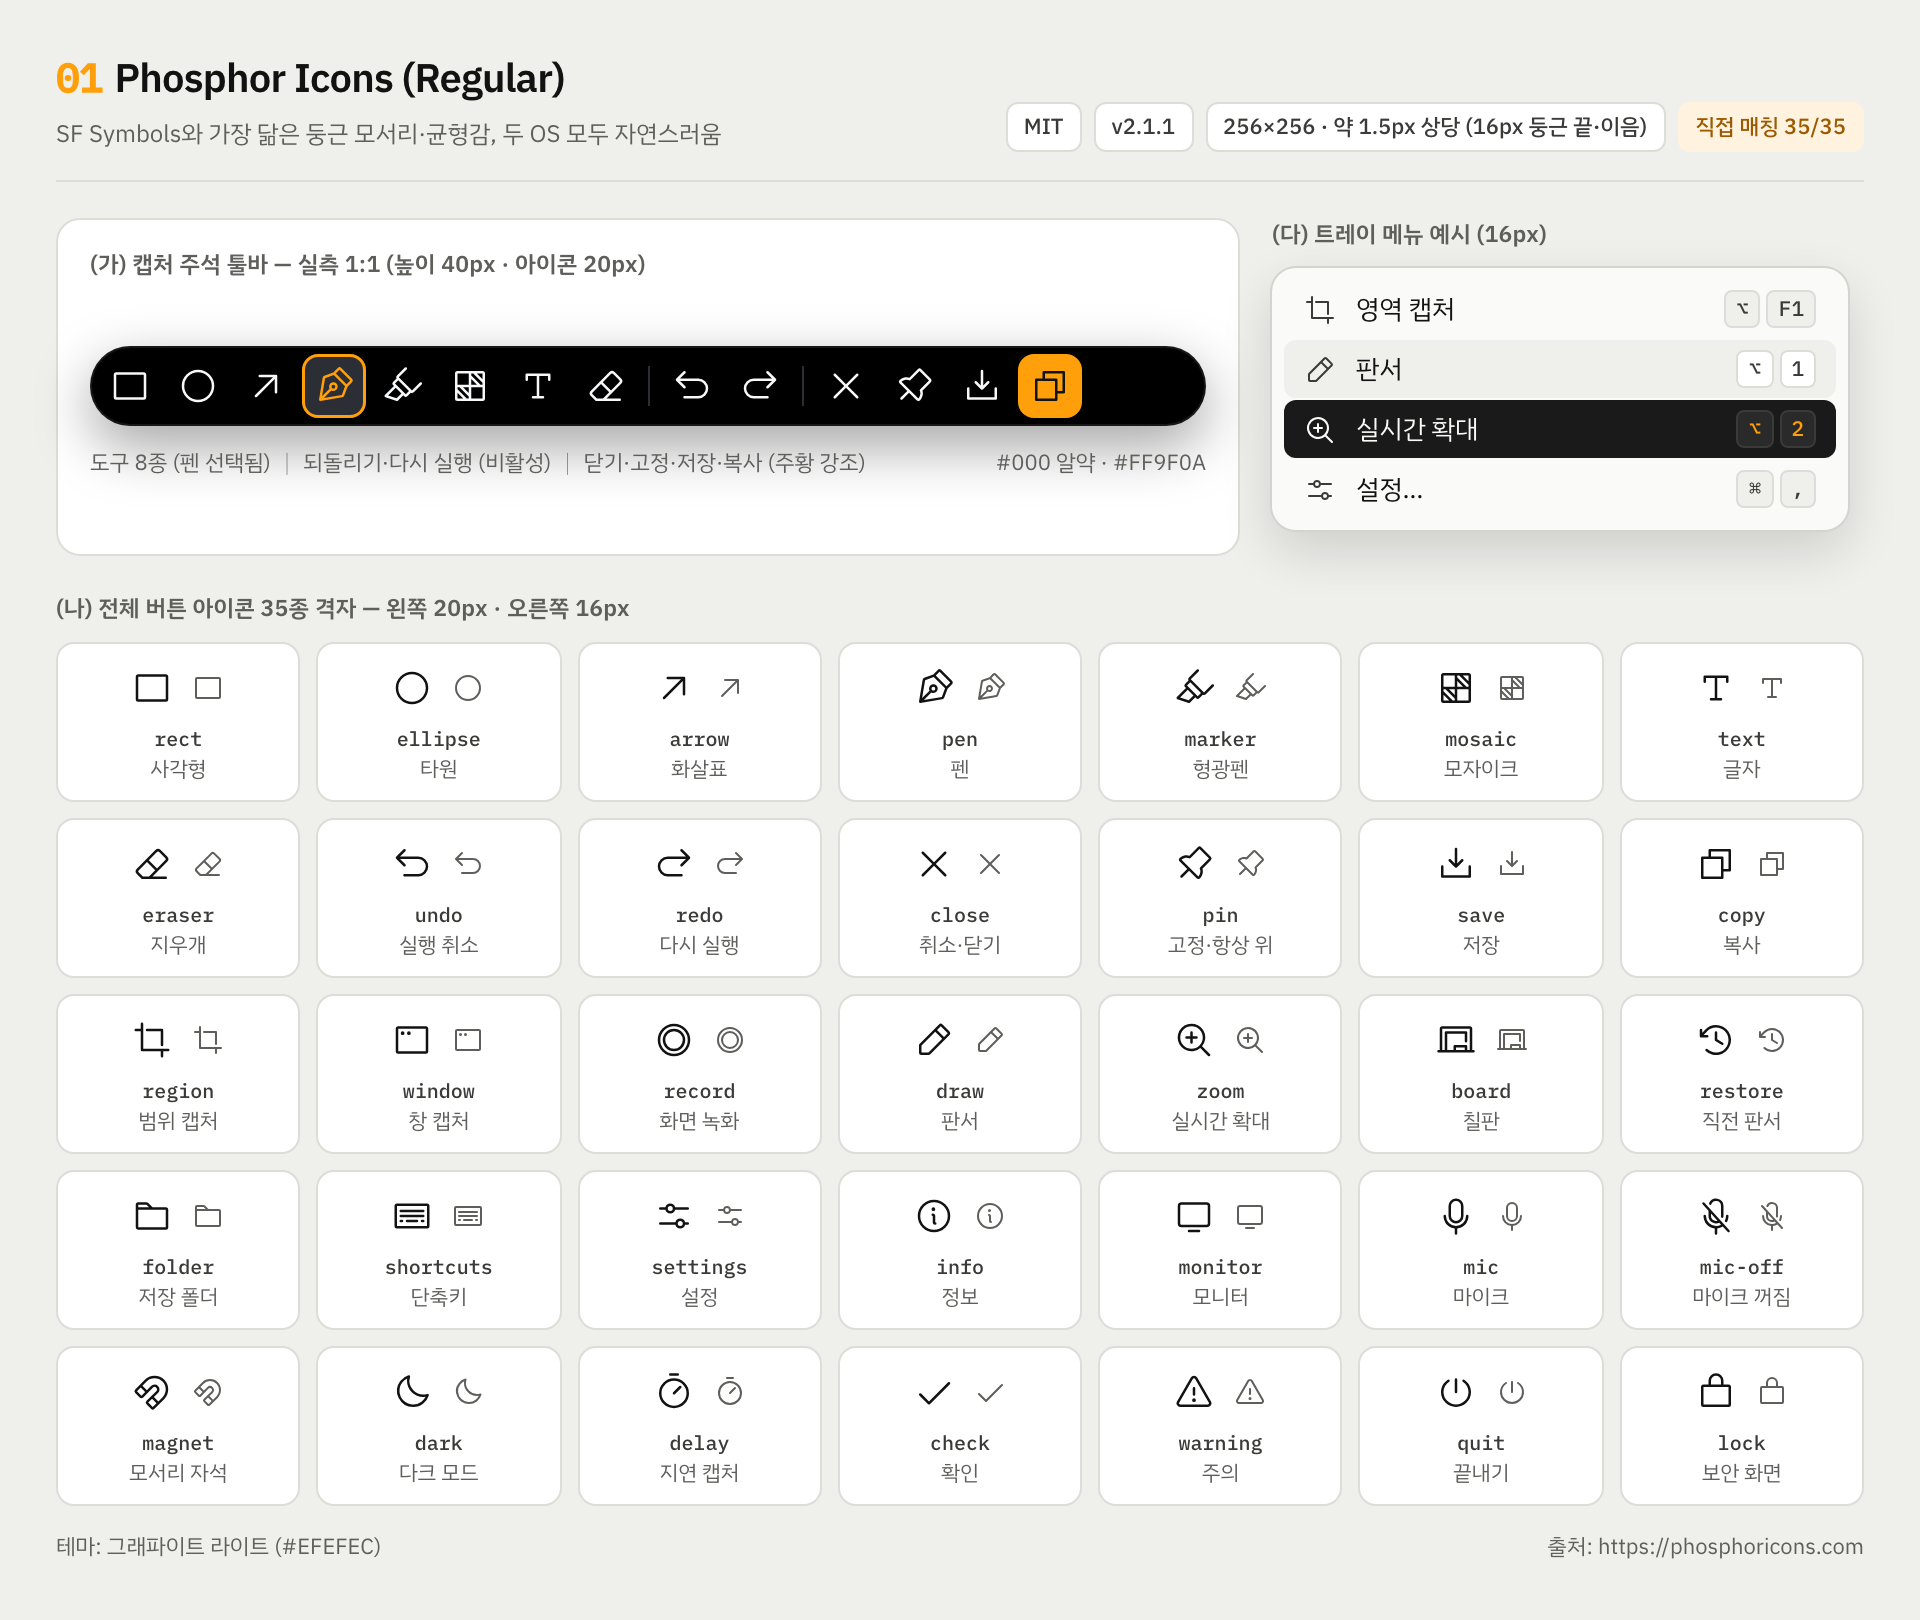 01 Phosphor Icons (Regular)
SF Symbols와 가장 닮은 둥근 모서리·균형감, 두 OS 모두 자연스러움
MIT
v2.1.1
256×256 · 약 1.5px 상당 (16px 둥근 끝·이음)
직접 매칭 35/35
(가) 캡처 주석 툴바 — 실측 1:1 (높이 40px · 아이콘 20px)
도구 8종 (펜 선택됨) | 되돌리기·다시 실행 (비활성) | 닫기·고정·저장·복사 (주황 강조)
#000 알약 · #FF9F0A
(다) 트레이 메뉴 예시 (16px)
영역 캡처 ⌥ F1
판서 ⌥ 1
실시간 확대 ⌥ 2
설정... ⌘ ,
(나) 전체 버튼 아이콘 35종 격자 — 왼쪽 20px · 오른쪽 16px
rect
사각형
ellipse
타원
arrow
화살표
pen
펜
marker
형광펜
mosaic
모자이크
text
글자
eraser
지우개
undo
실행 취소
redo
다시 실행
close
취소·닫기
pin
고정·항상 위
save
저장
copy
복사
region
범위 캡처
window
창 캡처
record
화면 녹화
draw
판서
zoom
실시간 확대
board
칠판
restore
직전 판서
folder
저장 폴더
shortcuts
단축키
settings
설정
info
정보
monitor
모니터
mic
마이크
mic-off
마이크 꺼짐
magnet
모서리 자석
dark
다크 모드
delay
지연 캡처
check
확인
warning
주의
quit
끝내기
lock
보안 화면
테마: 그래파이트 라이트 (#EFEFEC)
출처: https://phosphoricons.com